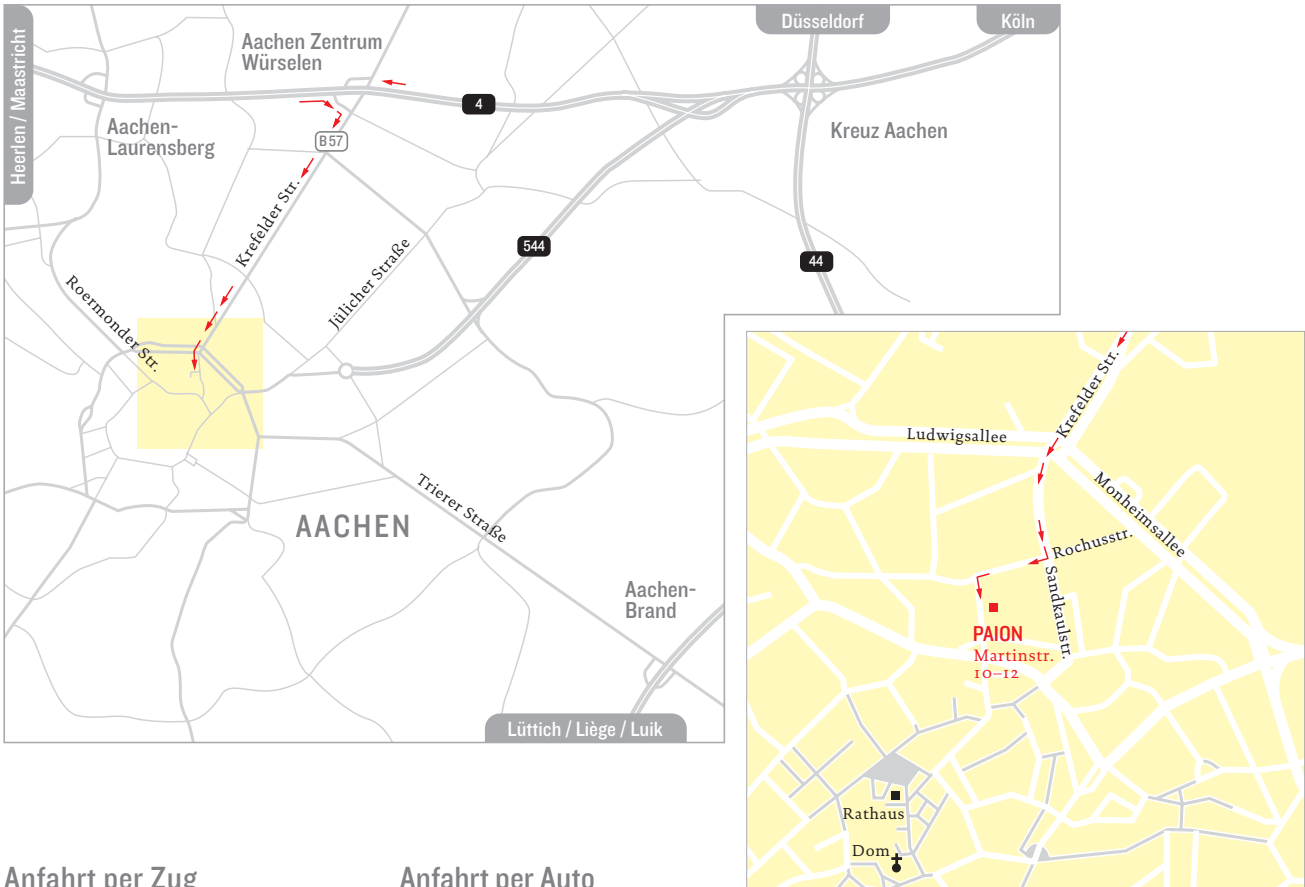 Düsseldorf
Köln
Heerlen / Maastricht
Aachen Zentrum
Würselen
4
Aachen-
Laurensberg
B57
Kreuz Aachen
Krefelder Str.
544
44
Jülicher Straße
Roermonder Str.
Trierer Straße
AACHEN
Aachen-
Brand
Lüttich / Liège / Luik
Krefelder Str.
Ludwigsallee
Monheimsallee
Rochusstr.
Sandkaulstr.
PAION
Martinstr.
10–12
Rathaus
Dom
Anfahrt per Zug
Anfahrt per Auto